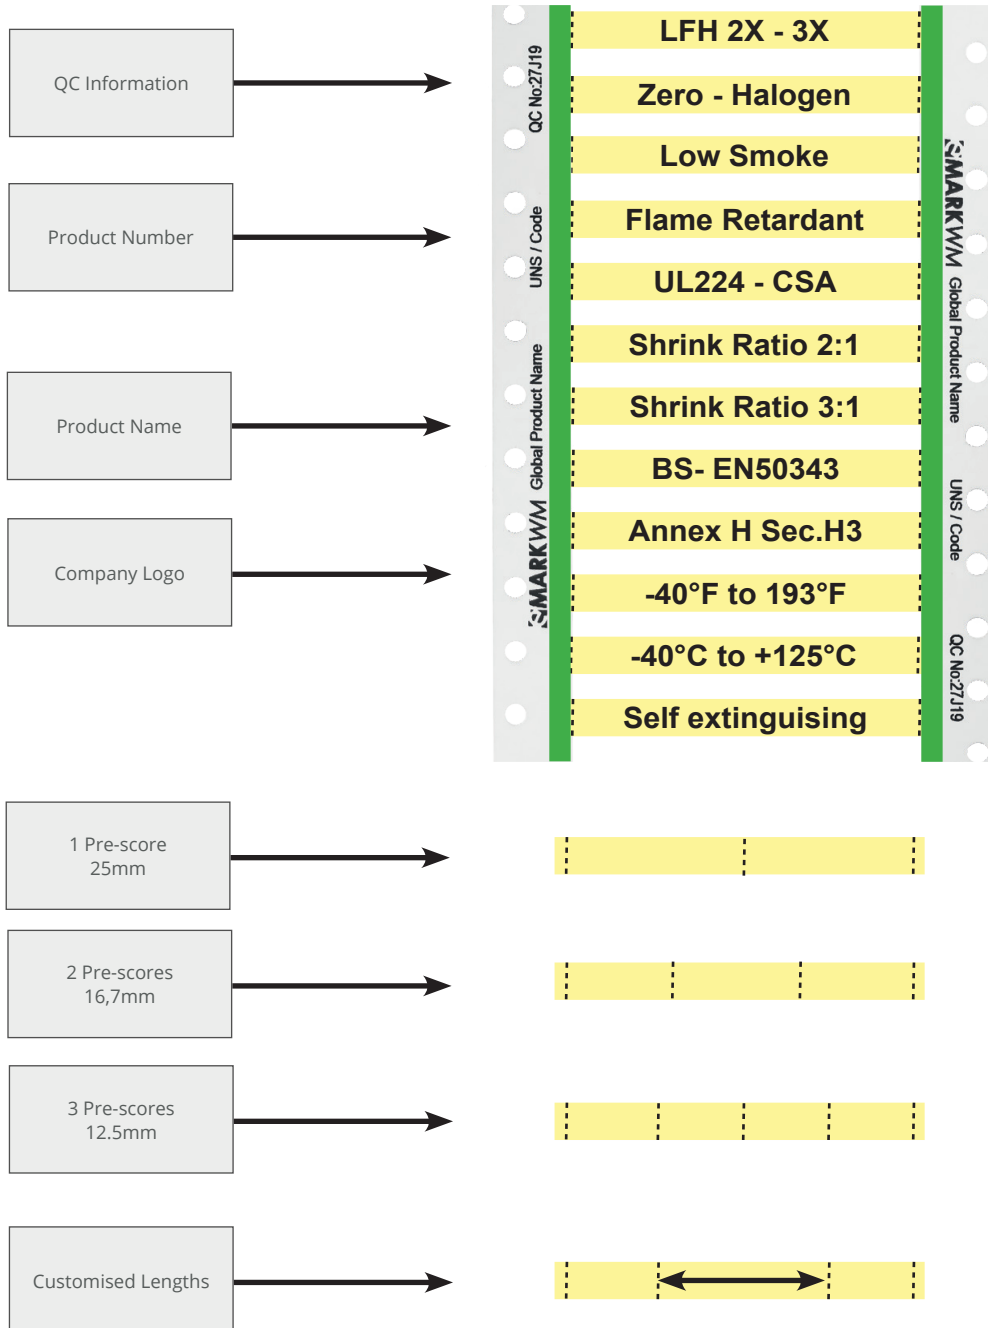 QC Information
Product Number
Product Name
Company Logo
QC No:27J19
UNS / Code
Global Product Name
SMARKWM
LFH 2X - 3X
Zero - Halogen
Low Smoke
Flame Retardant
UL224 - CSA
Shrink Ratio 2:1
Shrink Ratio 3:1
BS- EN50343
Annex H Sec.H3
-40°F to 193°F
-40°C to +125°C
Self extinguising
SMARKWM Global Product Name
UNS / Code
QC No:27J19
1 Pre-score
25mm
2 Pre-scores
16,7mm
3 Pre-scores
12.5mm
Customised Lengths